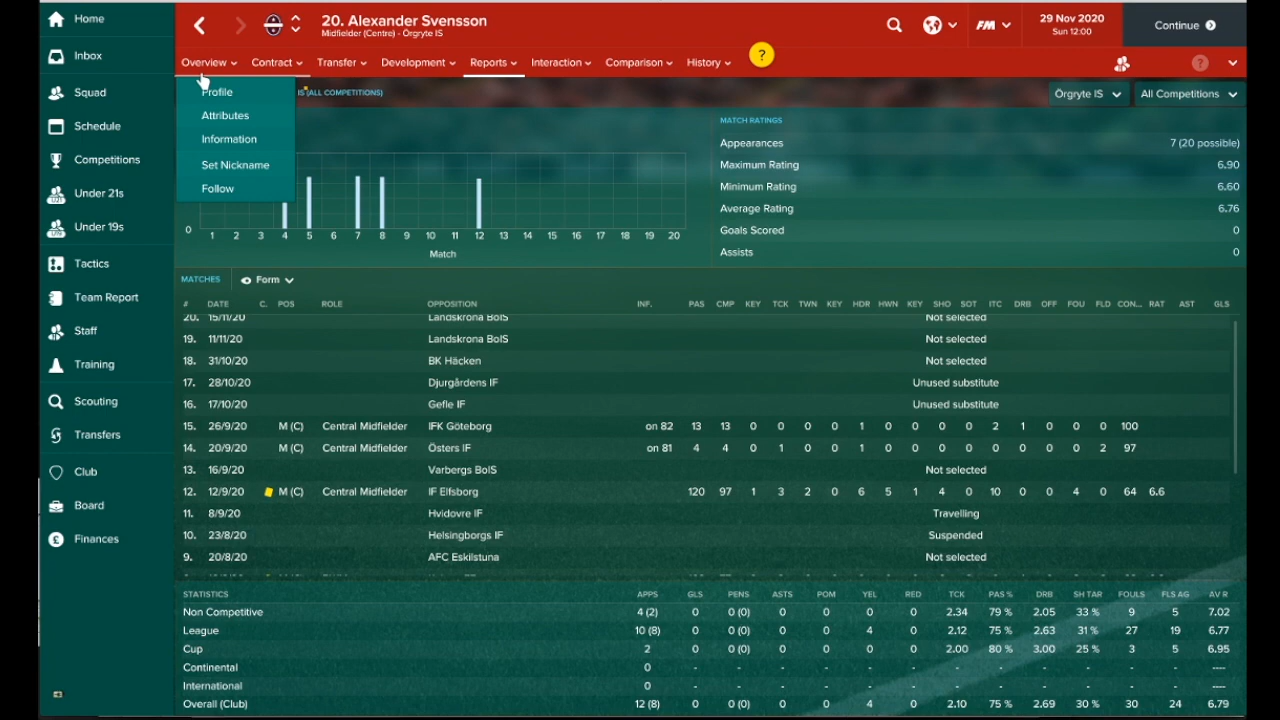 Home
Inbox
Squad
Schedule
Competitions
Under 21s
Under 19s
Tactics
Team Report
Staff
Training
Scouting
Transfers
Club
Board
Finances
20. Alexander Svensson
Midfielder (Centre) - Örgryte IS
FM
29 Nov 2020
Sun 12:00
Continue
Overview Contract Transfer Development Reports Interaction Comparison History ? ?
Profile
Attributes
Information
Set Nickname
Follow
IS (ALL COMPETITIONS)
Örgryte IS All Competitions
0
1 2 3 4 5 6 7 8 9 10 11 12 13 14 15 16 17 18 19 20
Match
MATCH RATINGS
Appearances 7 (20 possible)
Maximum Rating 6.90
Minimum Rating 6.60
Average Rating 6.76
Goals Scored 0
Assists 0
MATCHES Form
# DATE C. POS ROLE OPPOSITION INF. PAS CMP KEY TCK TWN KEY HDR HWN KEY SHO SOT ITC DRB OFF FOU FLD CON... RAT AST GLS
20. 15/11/20 Landskrona BoIS Not selected
19. 11/11/20 Landskrona BoIS Not selected
18. 31/10/20 BK Häcken Not selected
17. 28/10/20 Djurgårdens IF Unused substitute
16. 17/10/20 Gefle IF Unused substitute
15. 26/9/20 M (C) Central Midfielder IFK Göteborg on 82 13 13 0 0 0 0 1 0 0 0 0 2 1 0 0 0 100
14. 20/9/20 M (C) Central Midfielder Östers IF on 81 4 4 0 1 0 0 1 0 0 0 0 0 0 0 0 2 97
13. 16/9/20 Varbergs BoIS Not selected
12. 12/9/20 M (C) Central Midfielder IF Elfsborg 120 97 1 3 2 0 6 5 1 4 0 10 0 0 4 0 64 6.6
11. 8/9/20 Hvidovre IF Travelling
10. 23/8/20 Helsingborgs IF Suspended
9. 20/8/20 AFC Eskilstuna Not selected
STATISTICS APPS GLS PENS ASTS POM YEL RED TCK PAS % DRB SH TAR FOULS FLS AG AV R
Non Competitive 4 (2) 0 0 (0) 0 0 0 0 2.34 79 % 2.05 33 % 9 5 7.02
League 10 (8) 0 0 (0) 0 0 4 0 2.12 75 % 2.63 31 % 27 19 6.77
Cup 2 0 0 (0) 0 0 0 0 2.00 80 % 3.00 25 % 3 5 6.95
Continental 0 - - - - - - - - - - - - ----
International 0 - - - - - - - - - - - - ----
Overall (Club) 12 (8) 0 0 (0) 0 0 4 0 2.10 75 % 2.69 30 % 30 24 6.79